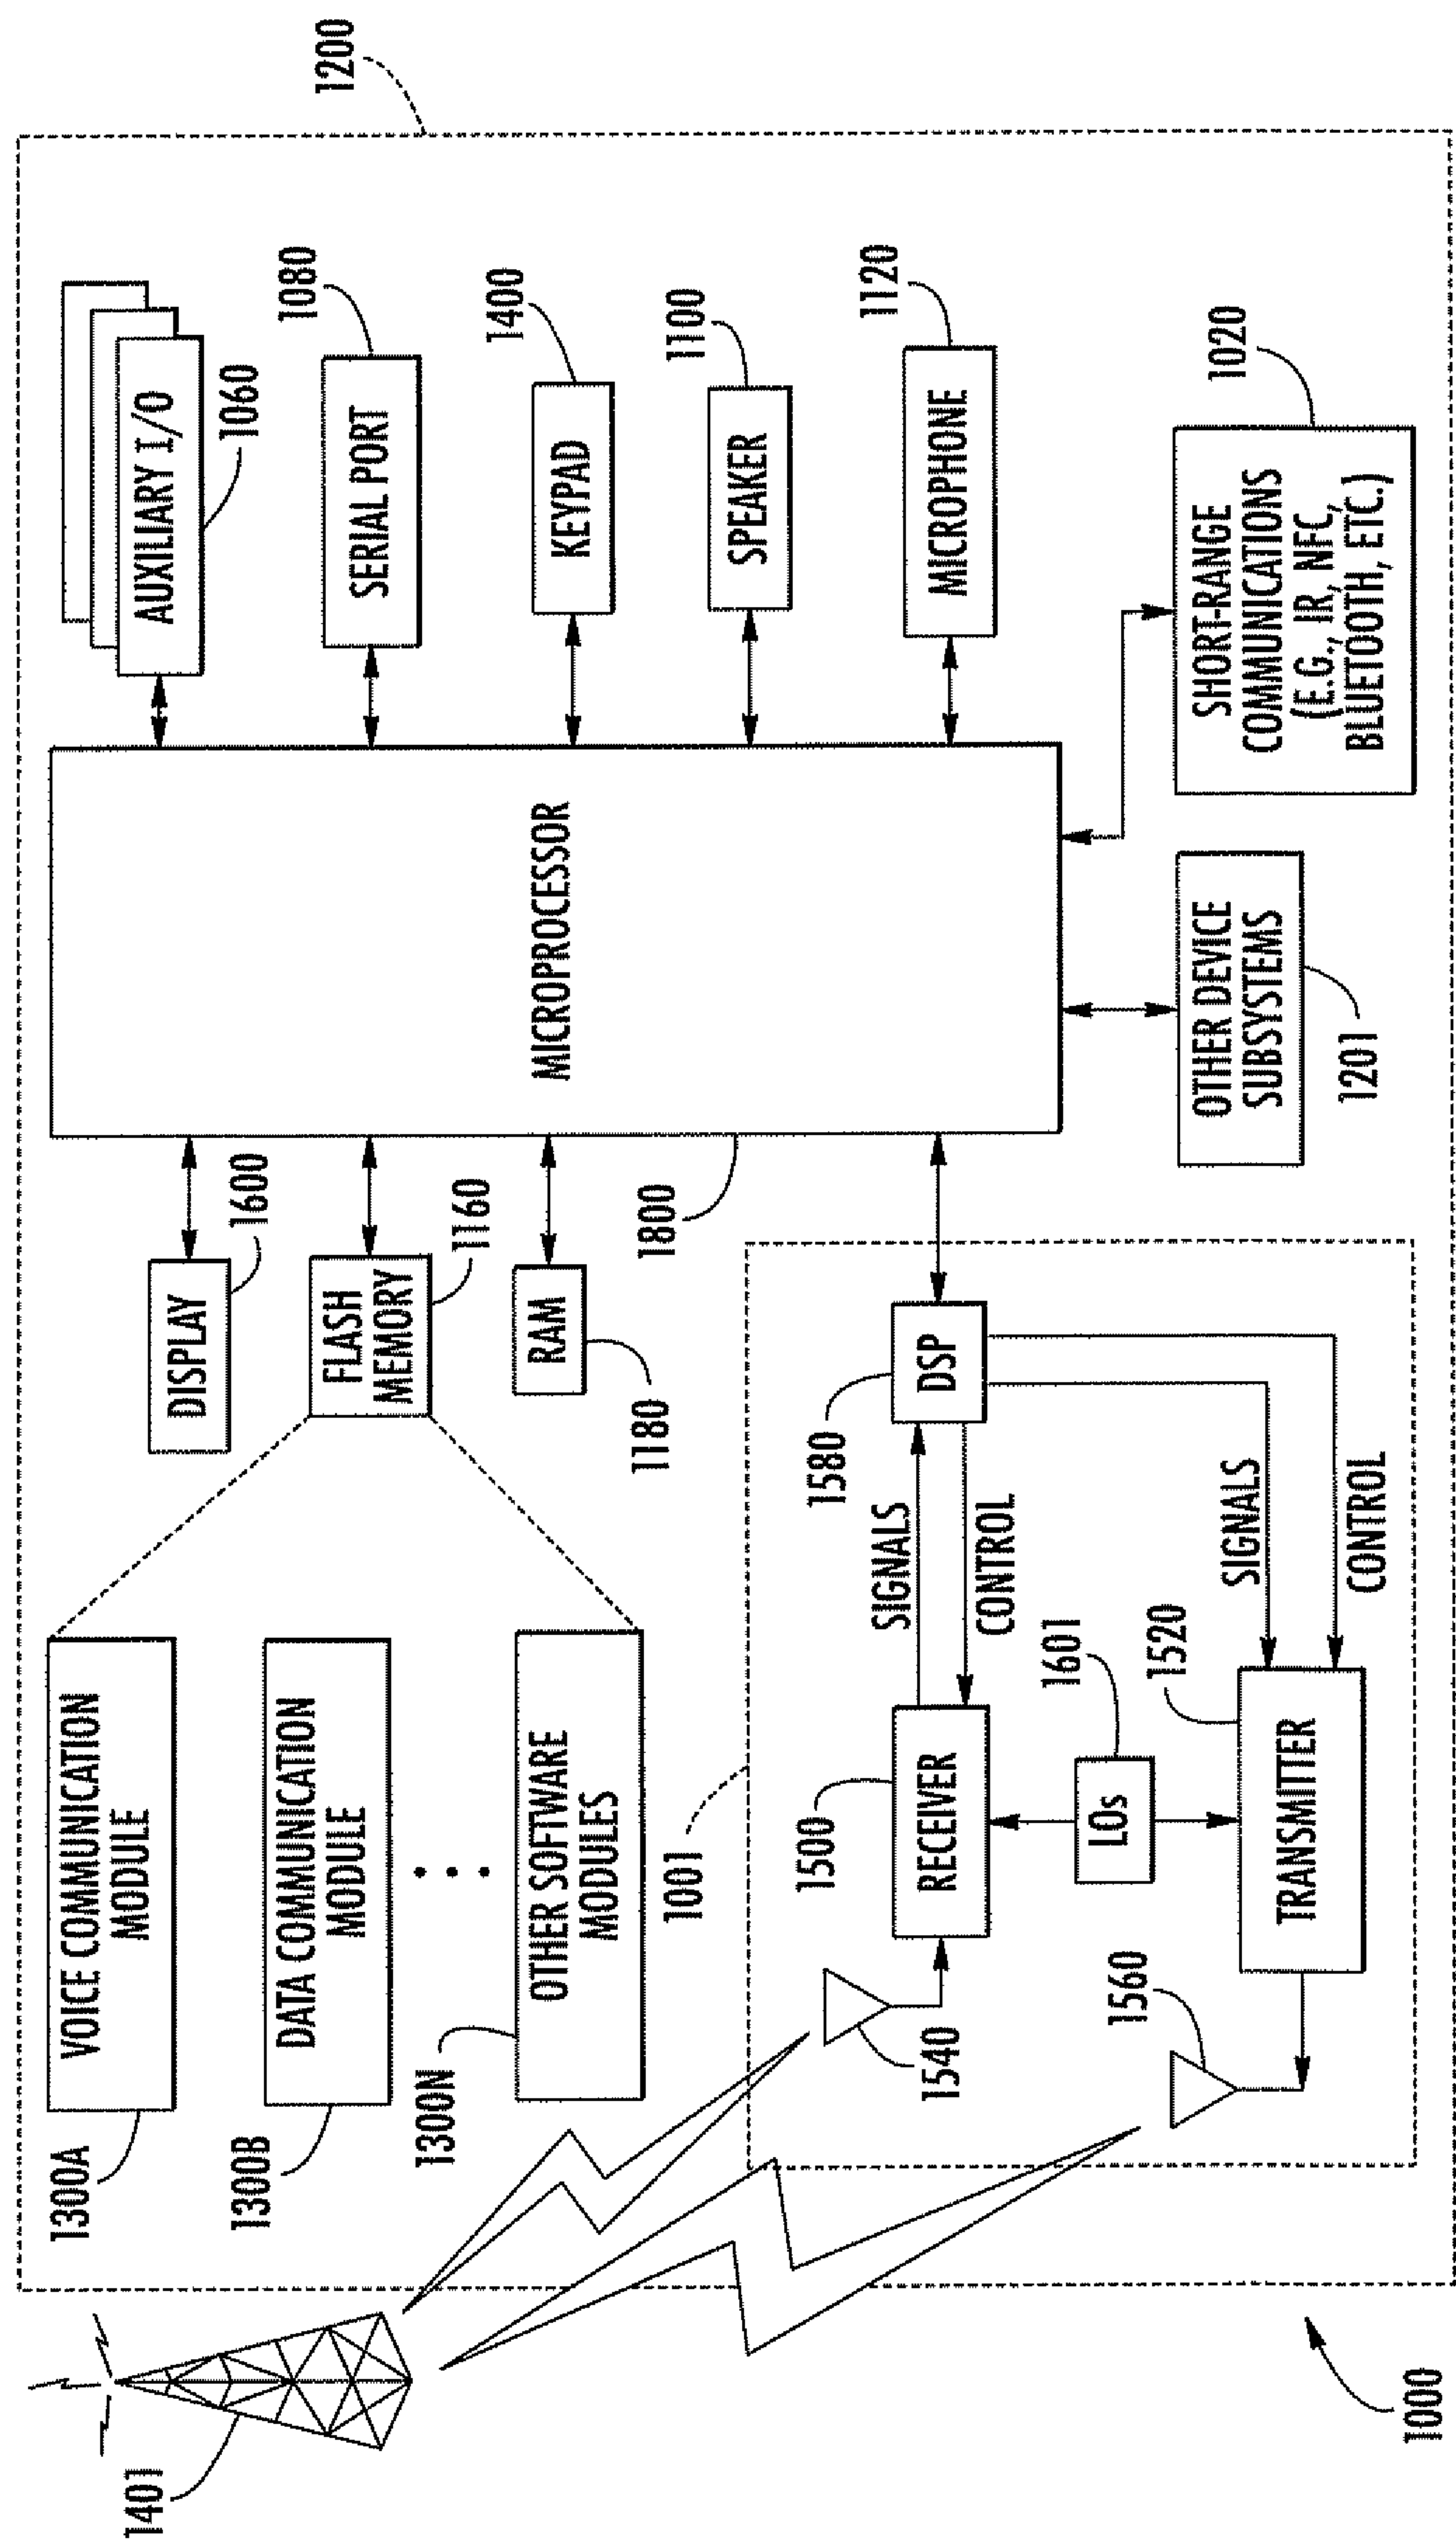 1200
AUXILIARY I/O
1060
SERIAL PORT
1080
KEYPAD
1400
SPEAKER
1100
MICROPHONE
1120
SHORT-RANGE
COMMUNICATIONS
(E.G., IR, NFC,
BLUETOOTH, ETC.)
1020
MICROPROCESSOR
1800
OTHER DEVICE
SUBSYSTEMS
1201
DISPLAY
1600
FLASH
MEMORY
1160
RAM
1180
VOICE COMMUNICATION
MODULE
1300A
DATA COMMUNICATION
MODULE
1300B
OTHER SOFTWARE
MODULES
1300N
1001
DSP
1580
SIGNALS
CONTROL
SIGNALS
CONTROL
RECEIVER
1500
LOs
1601
TRANSMITTER
1520
1540
1560
1401
1000